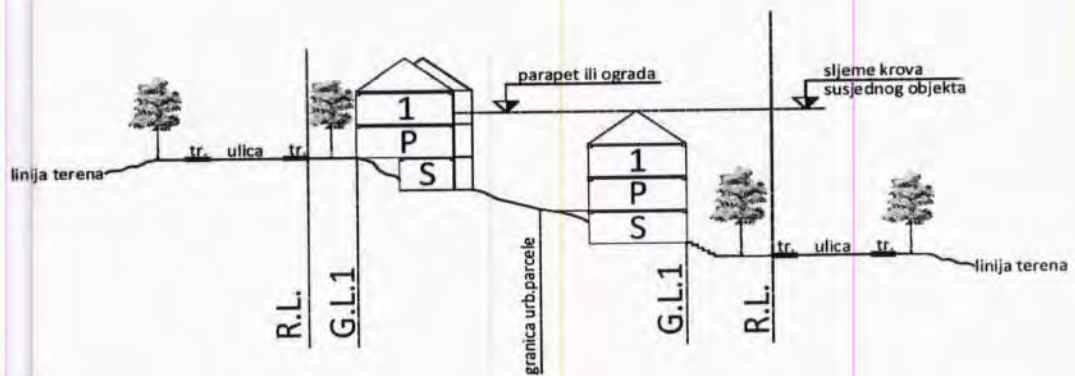 parapet ili ograda
sljeme krova
susjednog objekta
1
P
S
1
P
S
tr. ulica tr.
linija terena
tr. ulica tr.
linija terena
R.L.
G.L.1
granica urb.parcele
G.L.1
R.L.